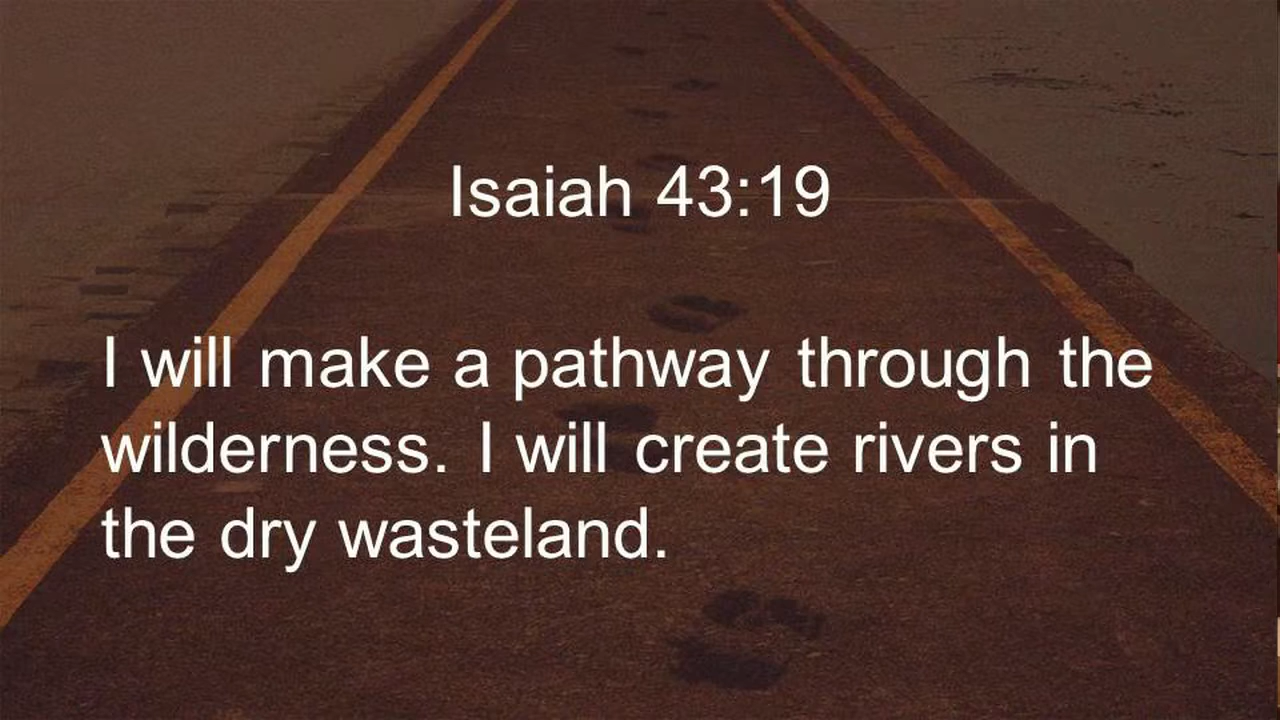 Isaiah 43:19
I will make a pathway through the
wilderness. I will create rivers in
the dry wasteland.